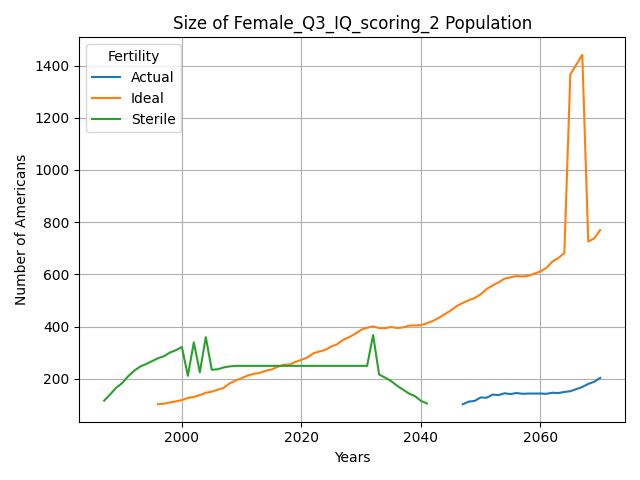 Size of Female_Q3_IQ_scoring_2 Population
Fertility
Actual
Ideal
Sterile
Number of Americans
1400
1200
1000
800
600
400
200
2000
2020
2040
2060
Years